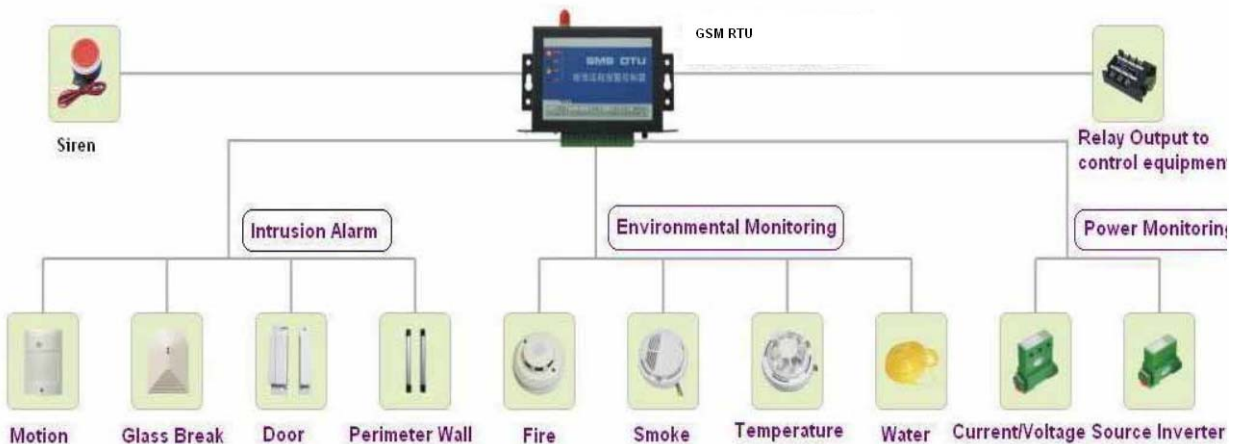 GSM RTU
SMS DTU
Siren
Relay Output to
control equipmen
Intrusion Alarm
Environmental Monitoring
Power Monitoring
Motion
Glass Break
Door
Perimeter Wall
Fire
Smoke
Temperature
Water
Current/Voltage
Source Inverter